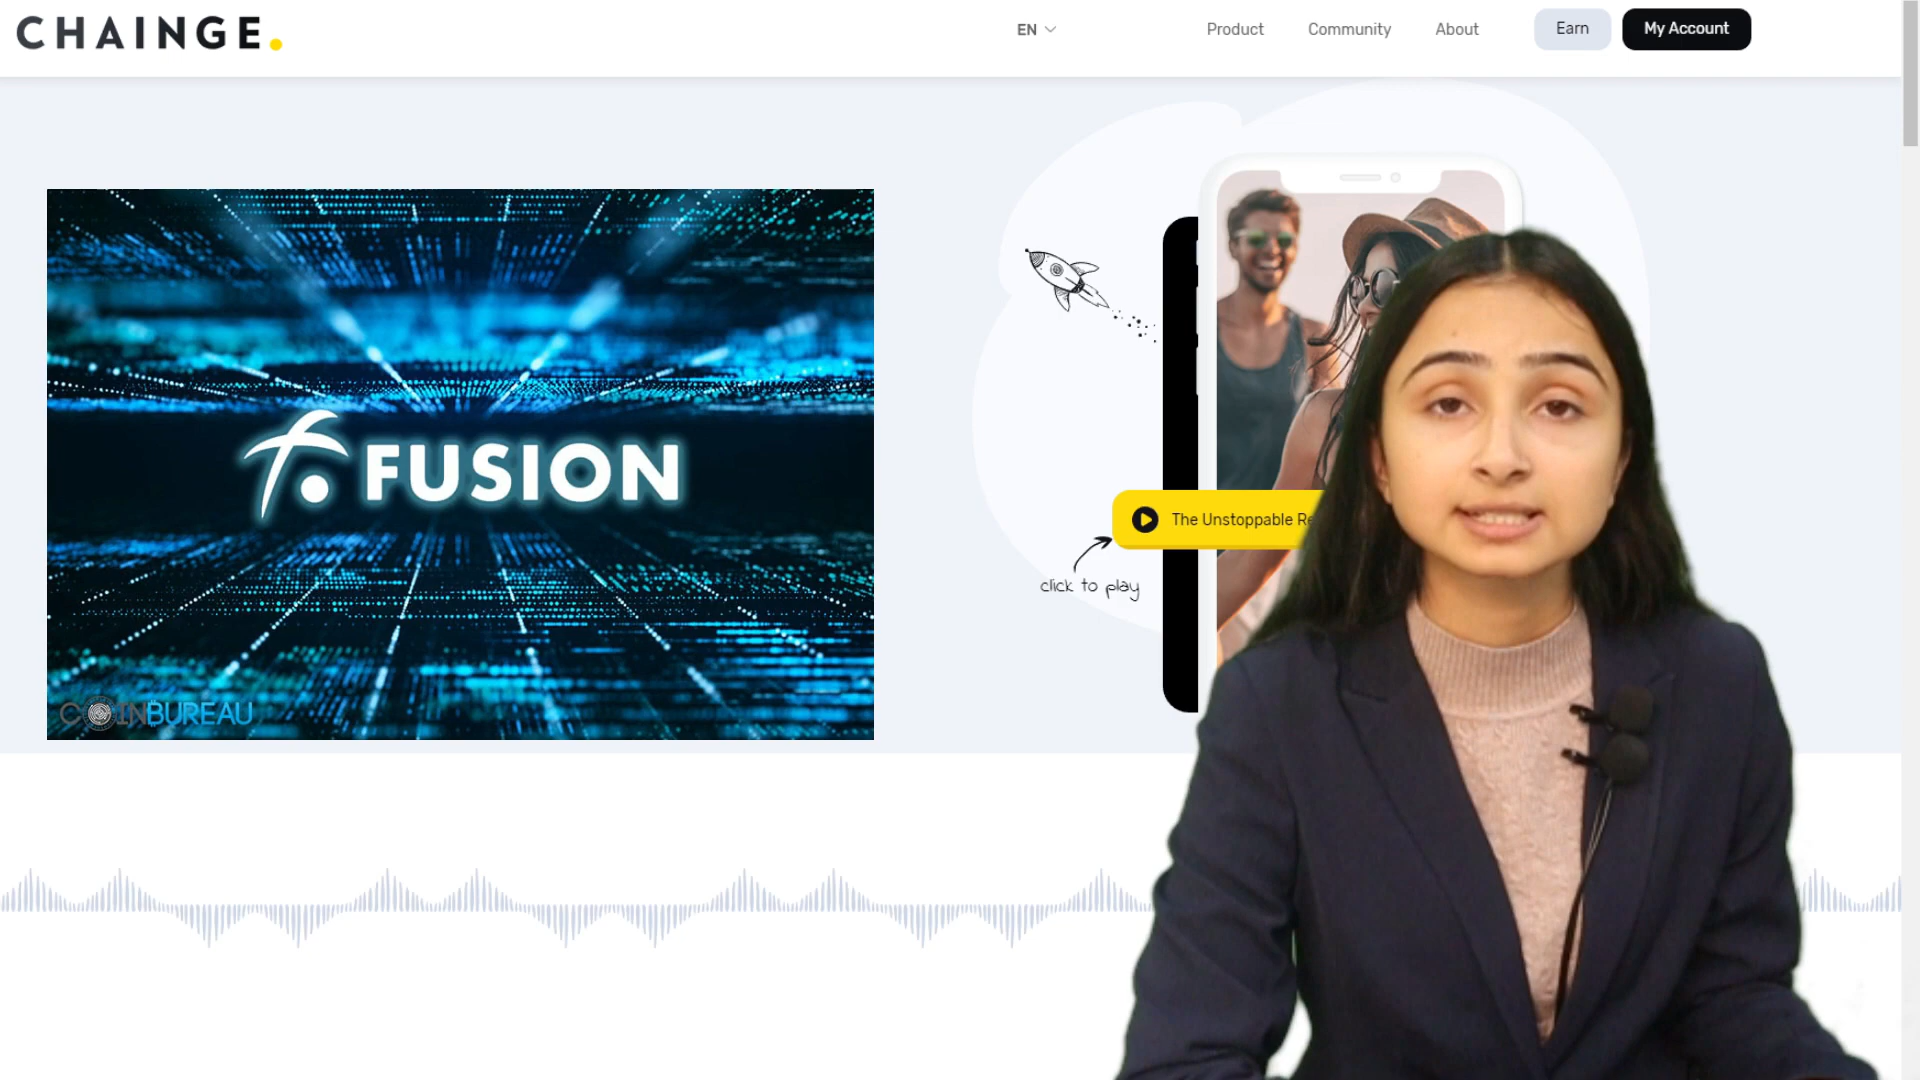 CHAINGE.
EN
Product
Community
About
Earn
My Account
FUSION
The Unstoppable Re
click to play
COINBUREAU